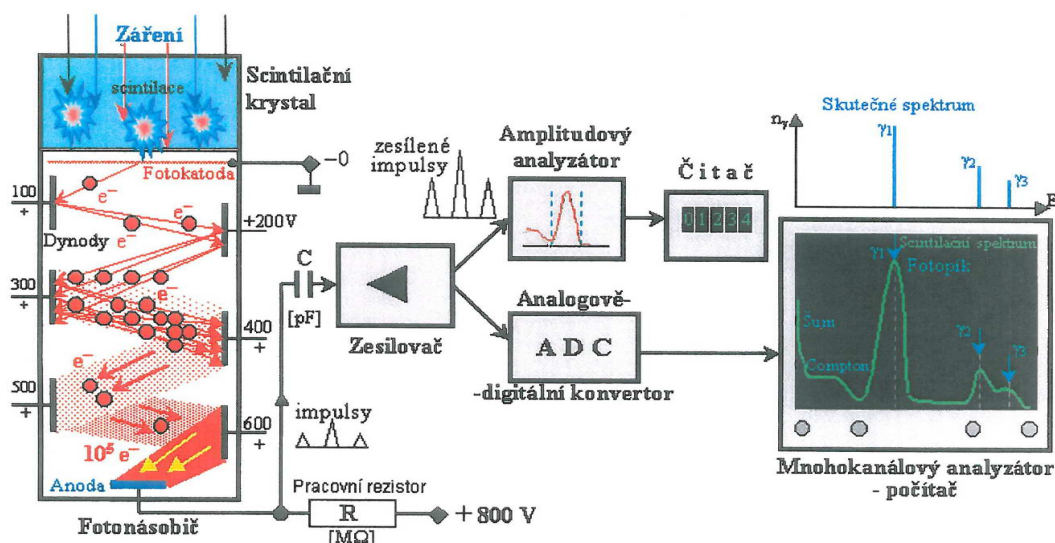 Záření
scintilace
Scintilační
krystal
Fotokatoda
−0
100
+
e⁻
e⁻
e⁻
+200V
Dynody
300
+
e⁻
400
+
e⁻
500
+
600
+
10⁵ e⁻
Anoda
Fotonásobič
impulsy
Pracovní rezistor
R
[MΩ]
+ 800 V
C
[pF]
Zesilovač
zesílené
impulsy
Amplitudový
analyzátor
Čitač
01234
Analogově-
A D C
-digitální konvertor
Skutečné spektrum
nγ
γ1
γ2
γ3
E
Scintilační spektrum
γ1
Fotopík
Šum
Compton
γ2
γ3
Mnohokanálový analyzátor
- počítač